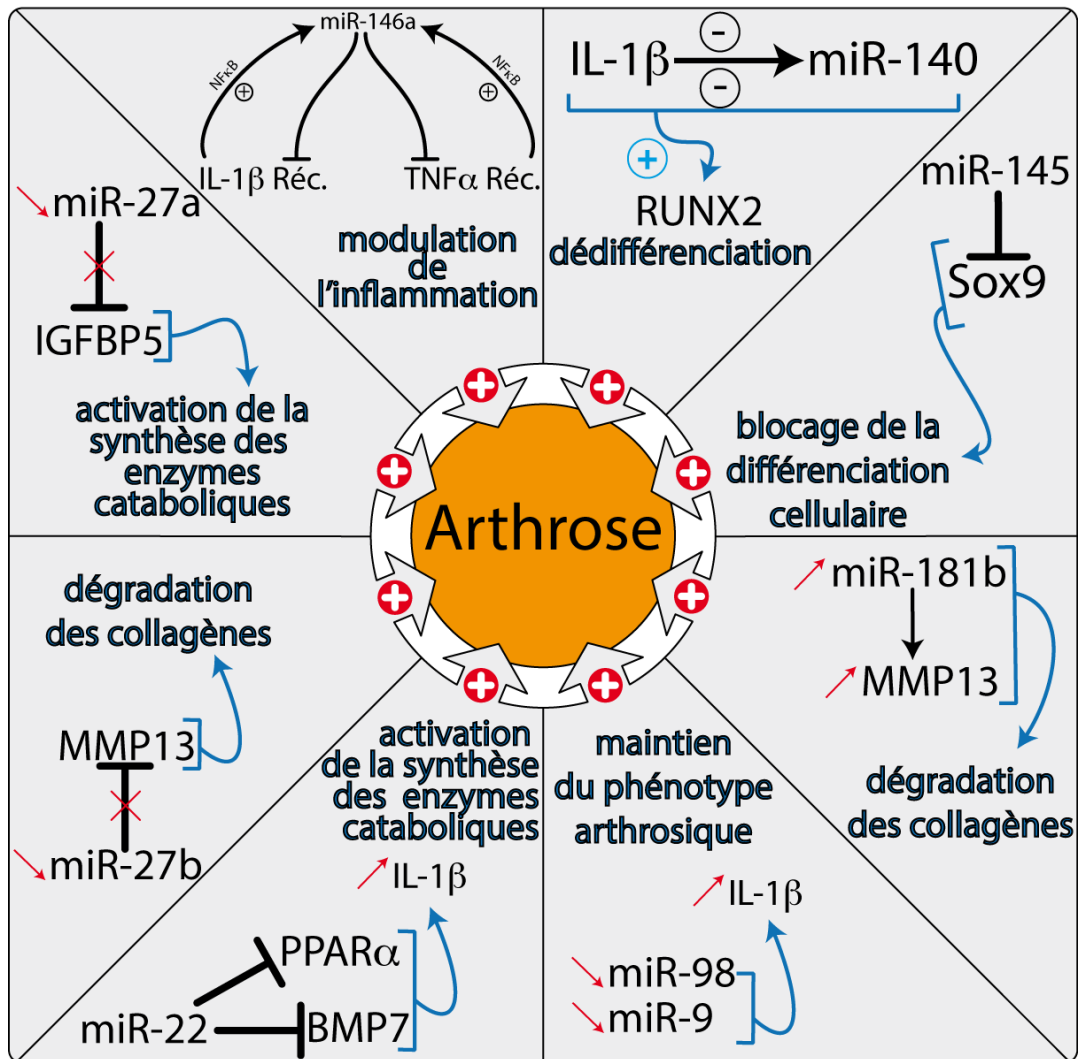 miR-146a
NFκB
+
NFκB
+
IL-1β Réc.
TNFα Réc.
modulation
de
l'inflammation
IL-1β
-
-
miR-140
+
RUNX2
dédifférenciation
miR-145
Sox9
blocage de la
différenciation
cellulaire
miR-27a
IGFBP5
activation de la
synthèse des
enzymes
cataboliques
Arthrose
+
+
+
+
+
+
+
+
dégradation
des collagènes
MMP13
miR-27b
activation
de la synthèse
des enzymes
cataboliques
IL-1β
PPARα
miR-22
BMP7
maintien
du phénotype
arthrosique
IL-1β
miR-98
miR-9
miR-181b
MMP13
dégradation
des collagènes